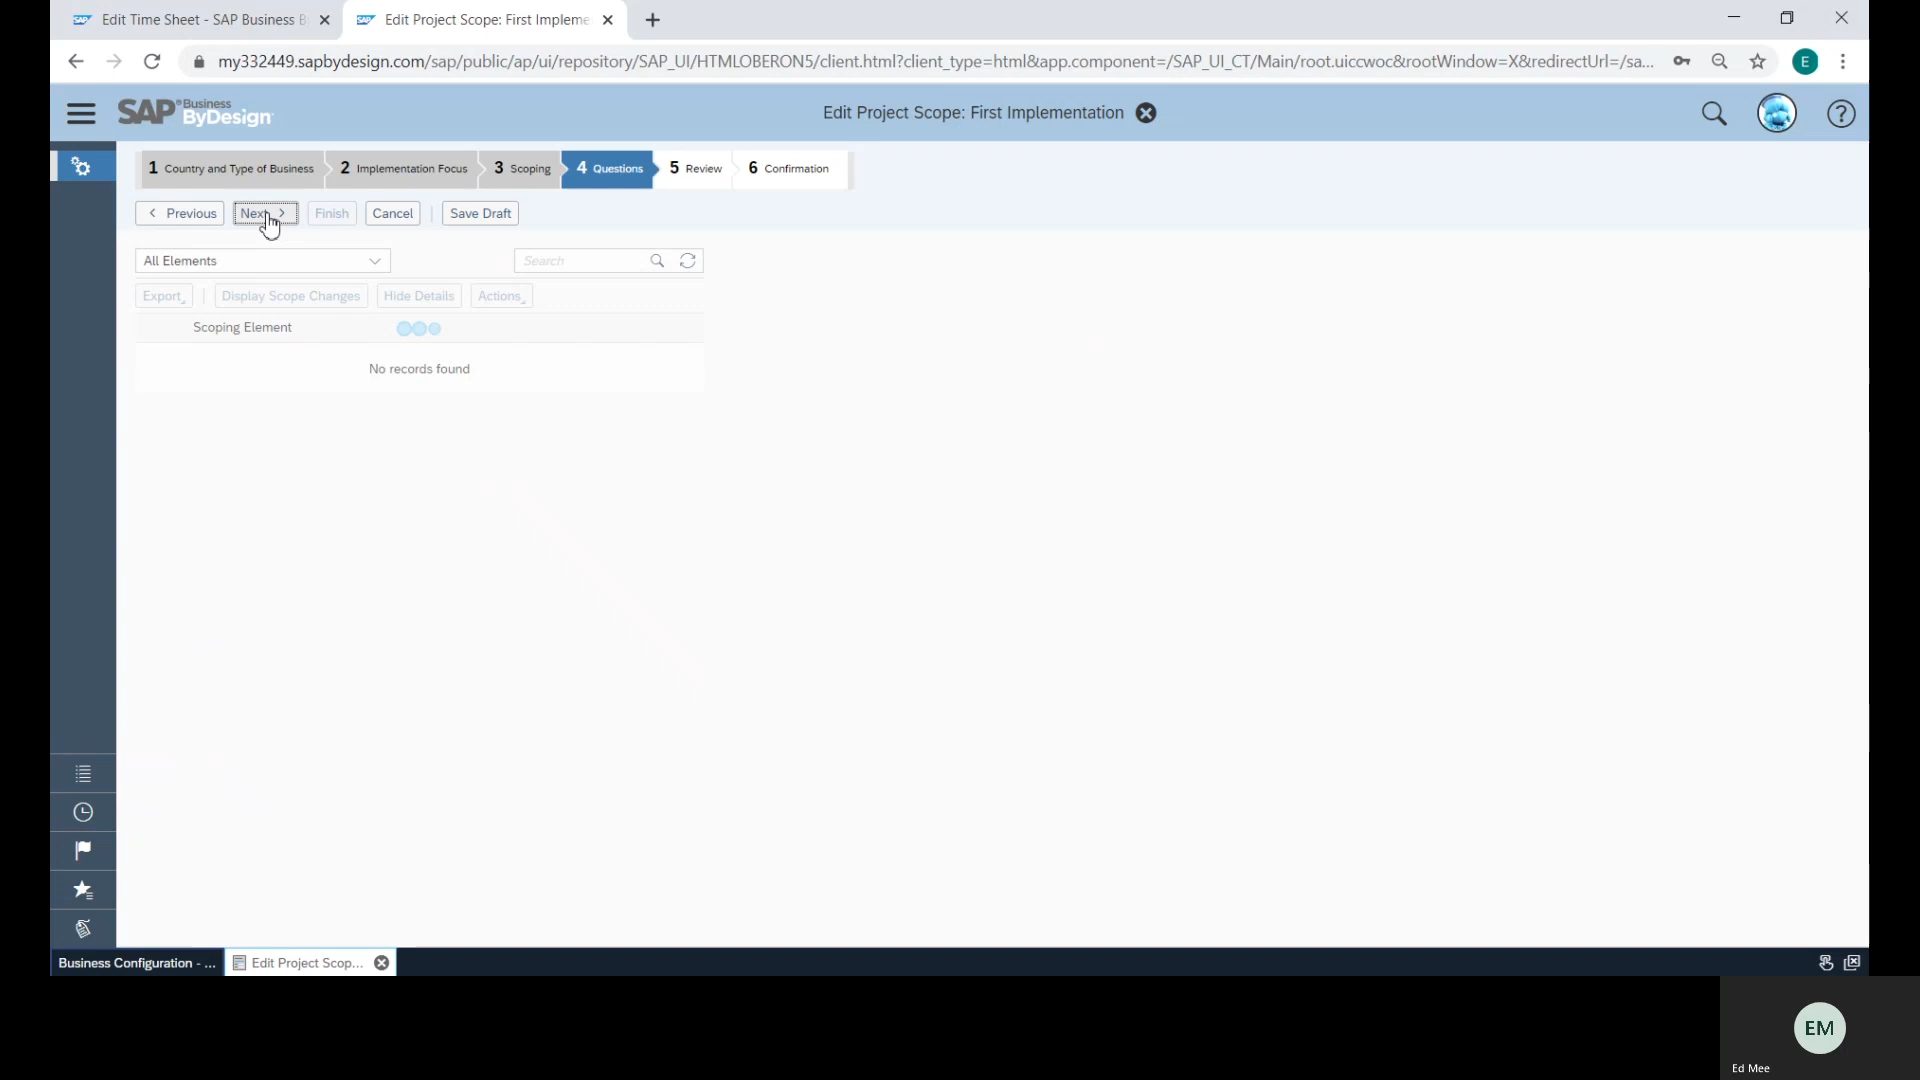 Edit Time Sheet - SAP Business B
Edit Project Scope: First Impleme
my332449.sapbydesign.com/sap/public/ap/ui/repository/SAP_UI/HTMLOBERON5/client.html?client_type=html&app.component=/SAP_UI_CT/Main/root.uiccwoc&rootWindow=X&redirectUrl=/sa...
E
SAP Business ByDesign
Edit Project Scope: First Implementation
1 Country and Type of Business
2 Implementation Focus
3 Scoping
4 Questions
5 Review
6 Confirmation
Previous
Next
Finish
Cancel
Save Draft
All Elements
Search
Export
Display Scope Changes
Hide Details
Actions
Scoping Element
No records found
Business Configuration - ...
Edit Project Scop...
EM
Ed Mee